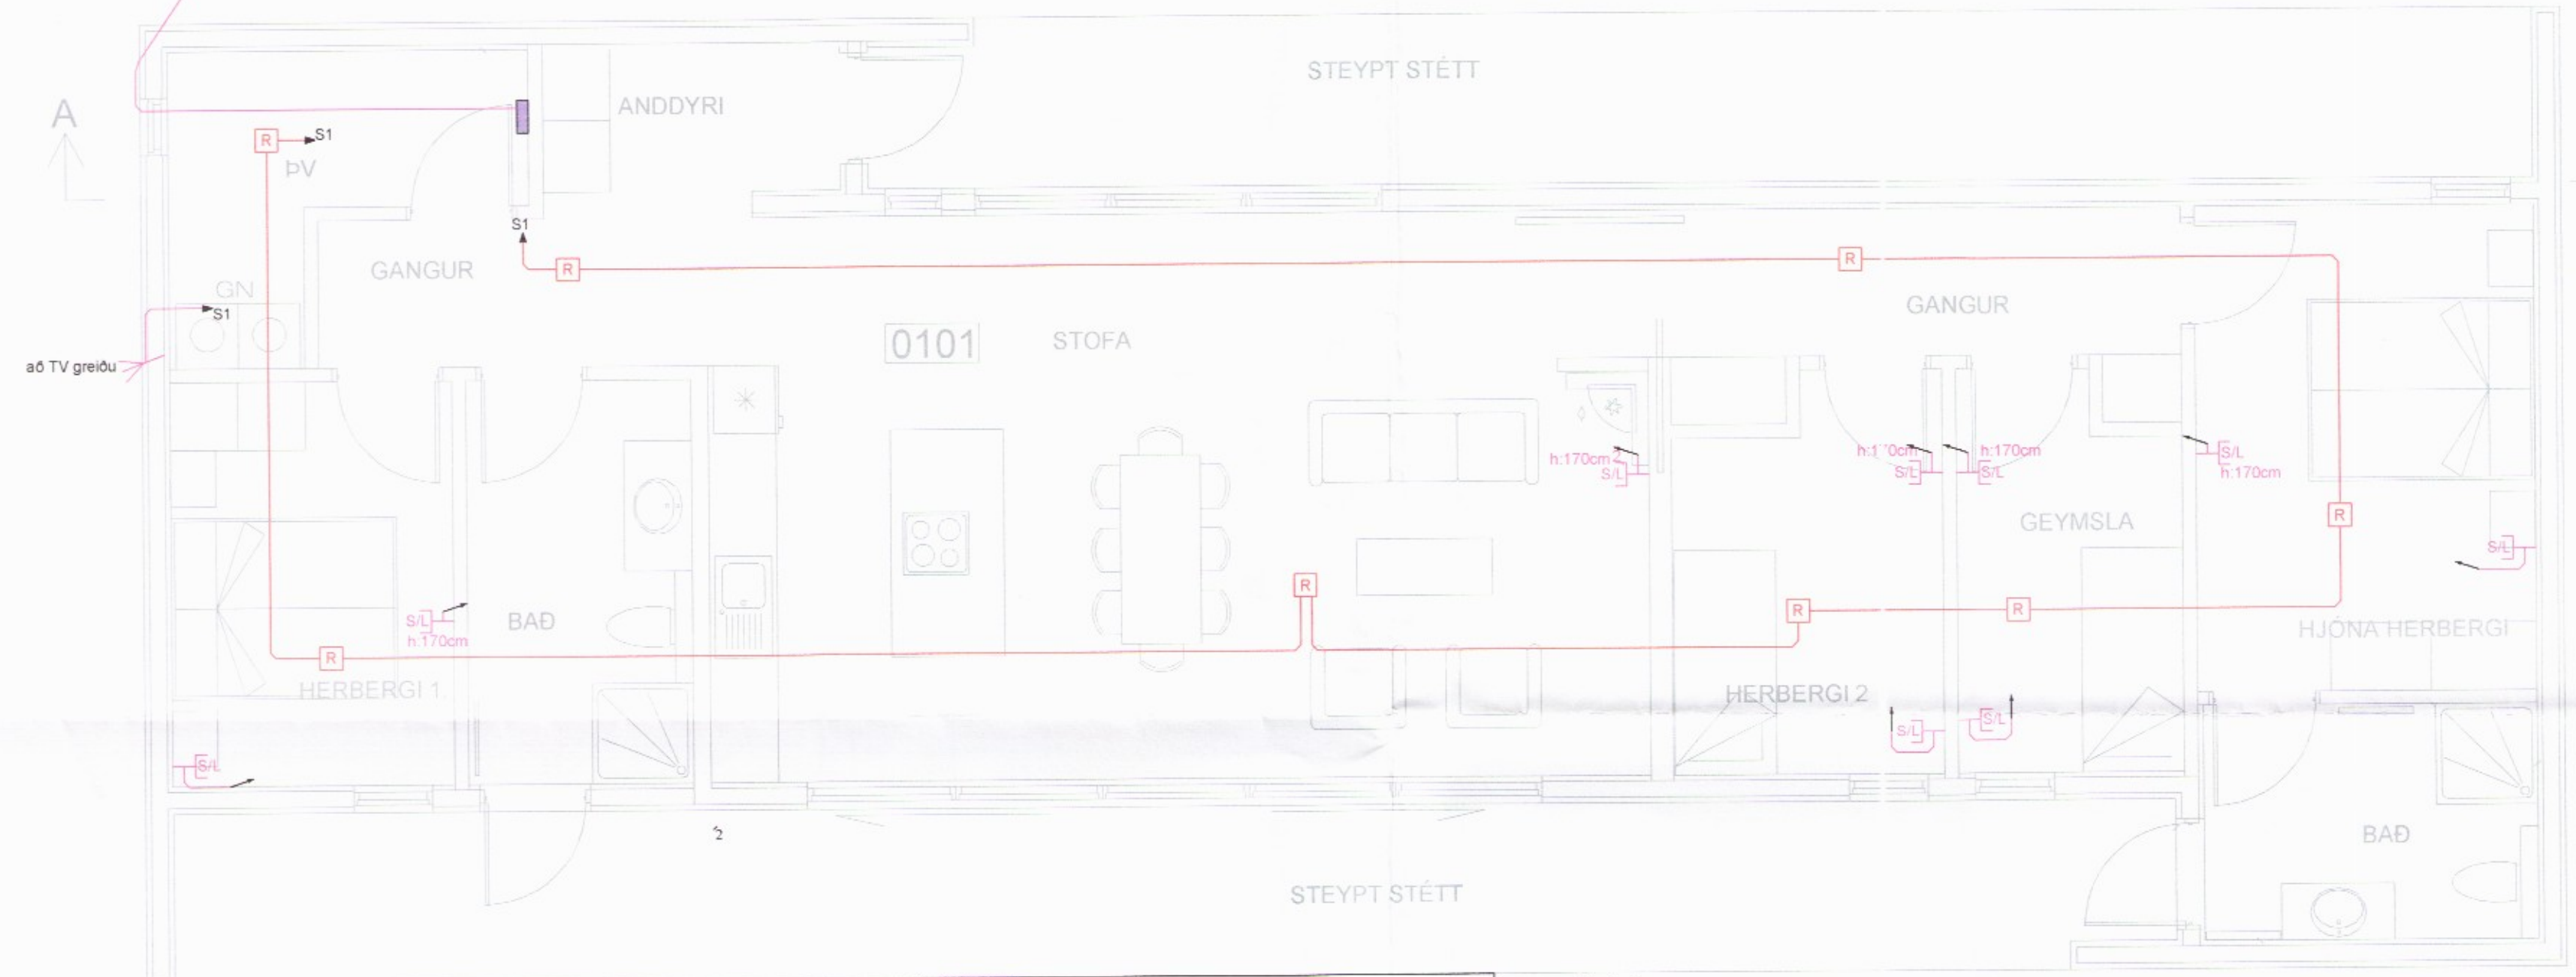 STEYPT STÉTT
A
ANDDYRI
R
S1
ÞV
S1
R
R
GANGUR
GN
S1
GANGUR
0101
STOFA
að TV greiðu
h:170cm
S/L
S/L
h:170cm
S/L
S/L
h:170cm
GEYMSLA
R
S/L
R
R
R
S/L
h:170cm
BAÐ
HJÓNA HERBERGI
R
HERBERGI 1
HERBERGI 2
S/L
S/L
S/L
2
BAÐ
STEYPT STÉTT